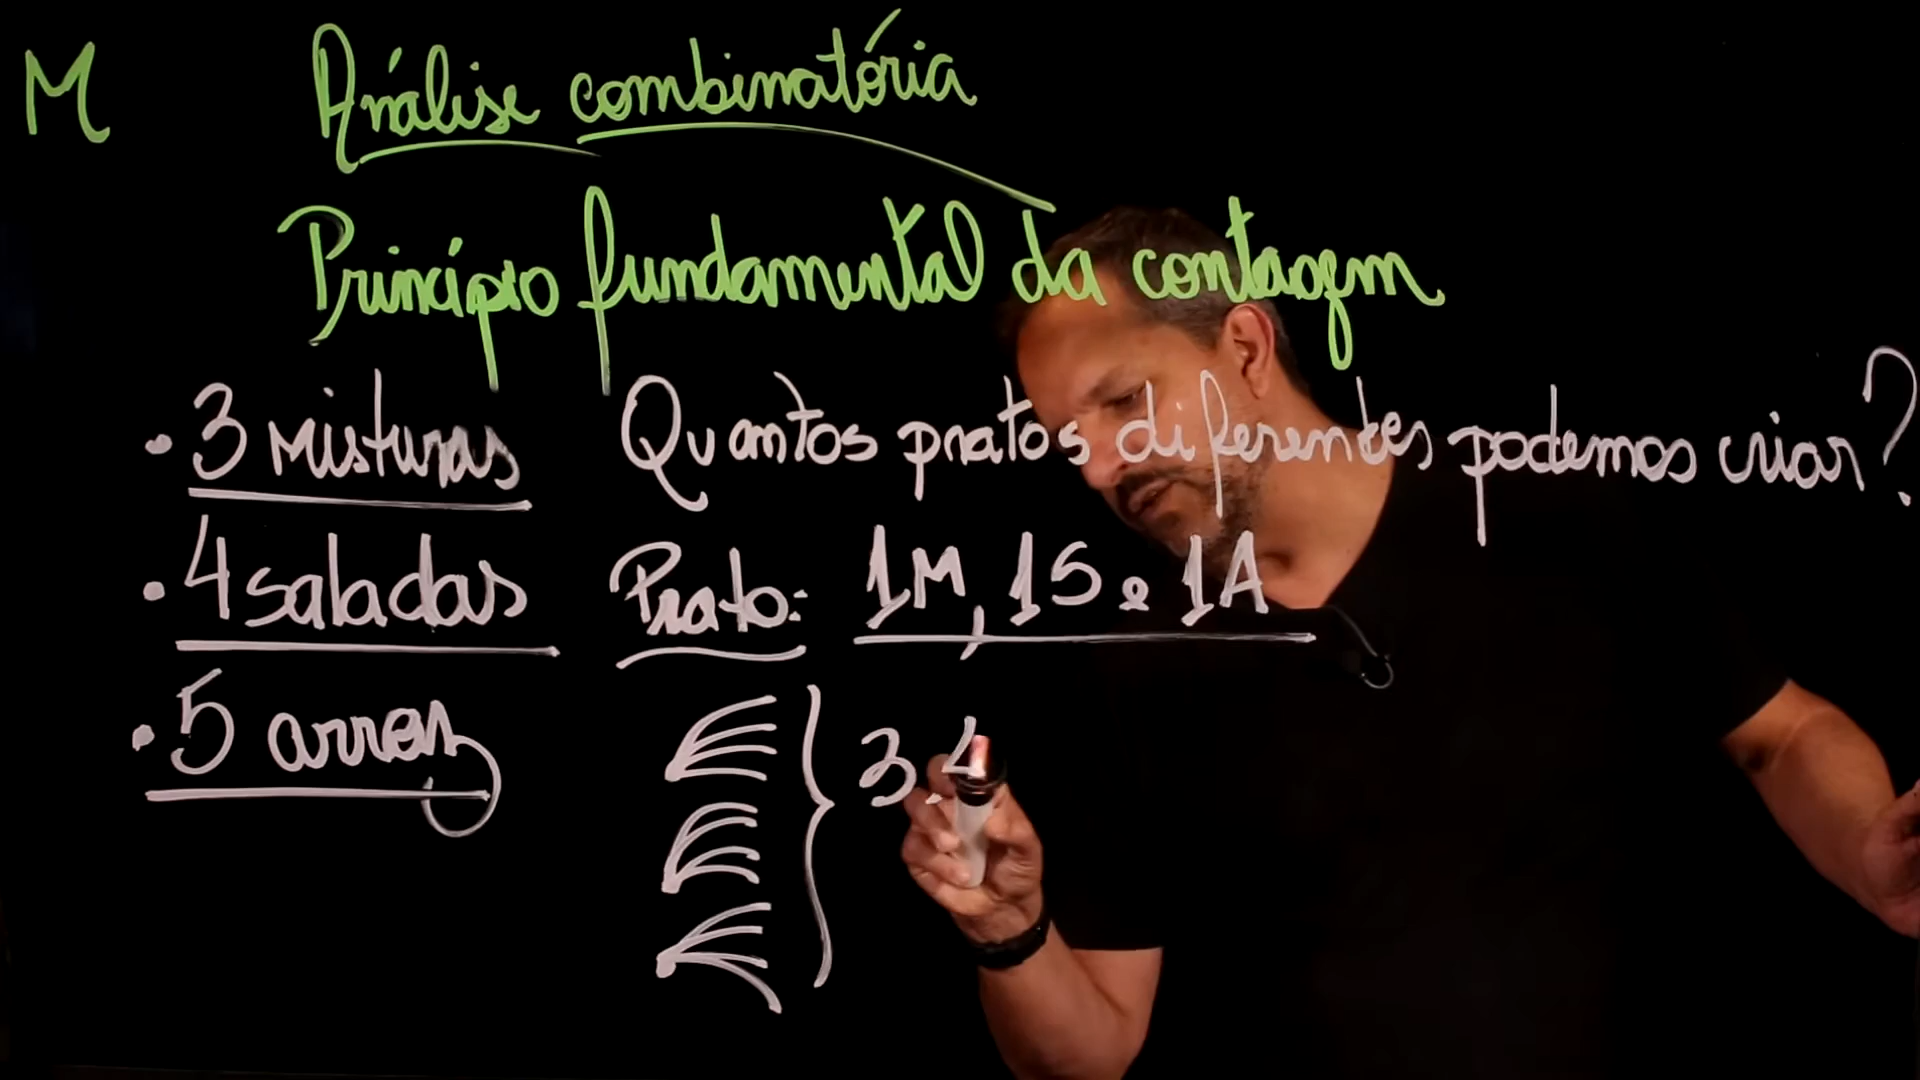 M
Análise combinatória
Princípio fundamental da contagem
• 3 misturas
Quantos pratos diferentes podemos criar?
• 4 saladas
Prato: 1M, 1S e 1A
• 5 arroz
3.4